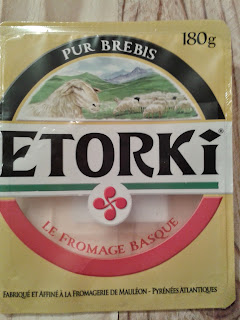 PUR BREBIS
180g
ETORKi
LE FROMAGE BASQUE
FABRIQUÉ ET AFFINÉ À LA FROMAGERIE DE MAULÉON - PYRÉNÉES ATLANTIQUES